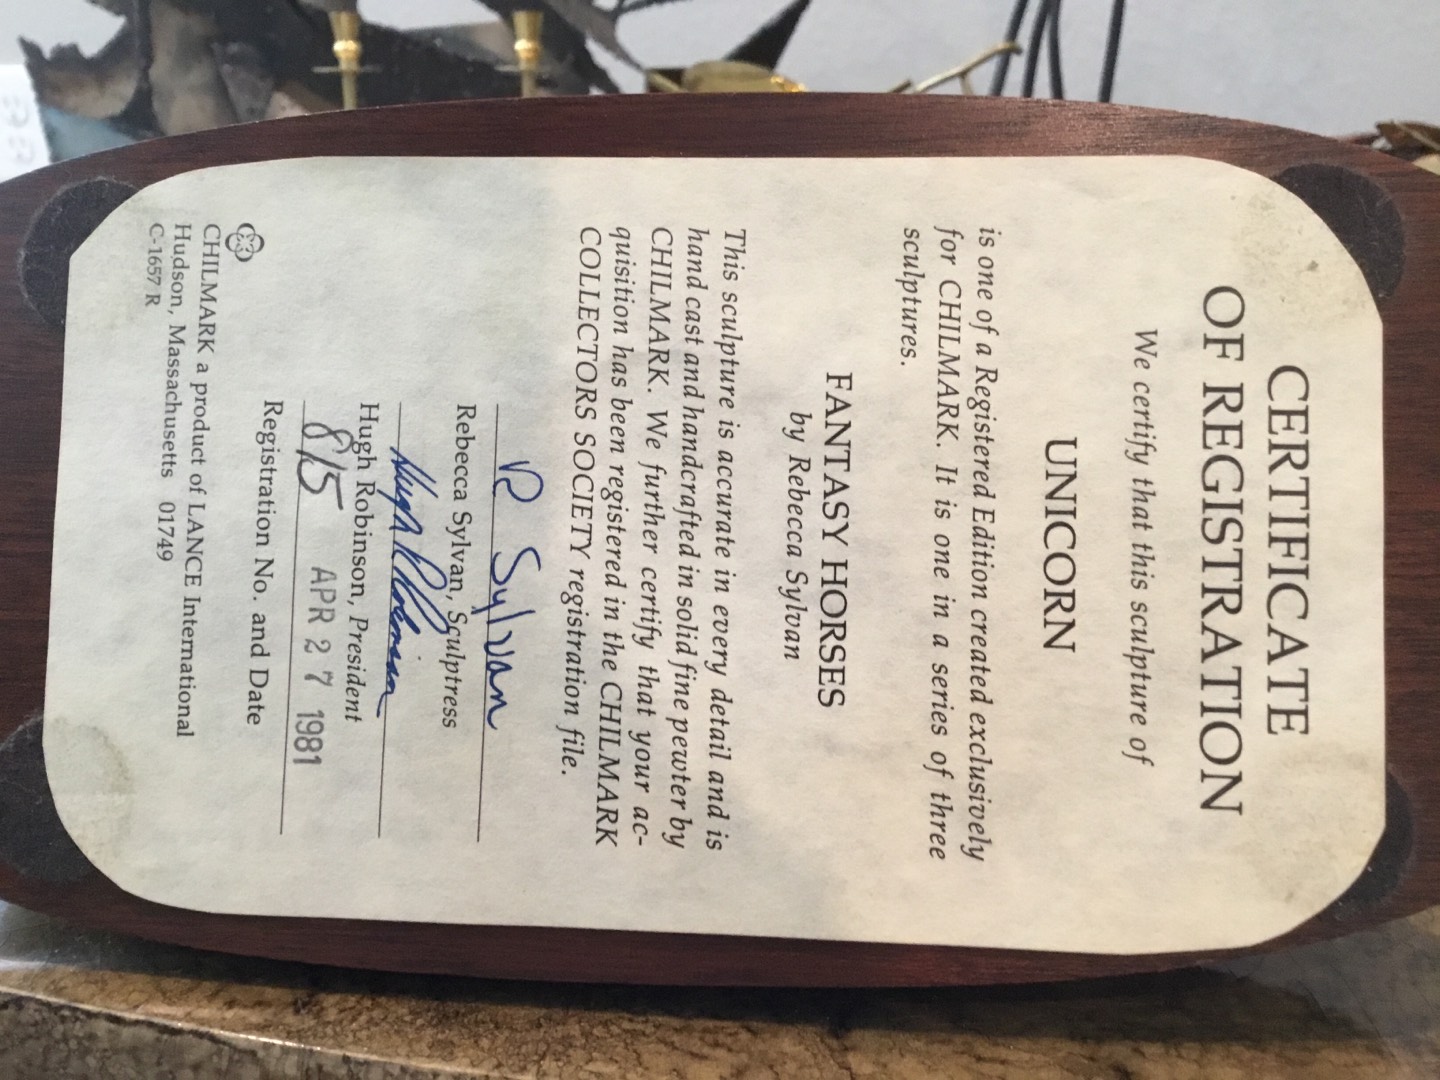 CERTIFICATE
OF REGISTRATION
We certify that this sculpture of
UNICORN
is one of a Registered Edition created exclusively
for CHILMARK. It is one in a series of three
sculptures.
FANTASY HORSES
by Rebecca Sylvan
This sculpture is accurate in every detail and is
hand cast and handcrafted in solid fine pewter by
CHILMARK. We further certify that your ac-
quisition has been registered in the CHILMARK
COLLECTORS SOCIETY registration file.
R Sylvan
Rebecca Sylvan, Sculptress
Hugh Robinson
Hugh Robinson, President
815 APR 27 1981
Registration No. and Date
CHILMARK a product of LANCE International
Hudson, Massachusetts 01749
C-1657 R